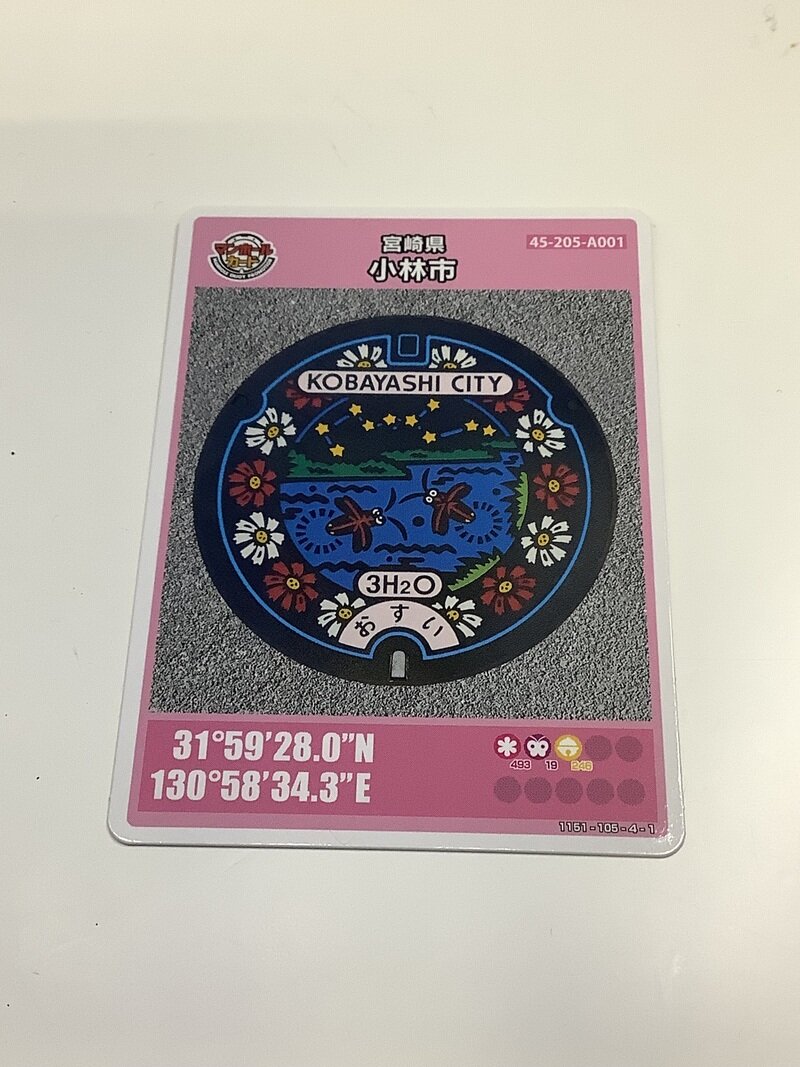 マンホール
カード
宮崎県
45-205-A001
小林市
KOBAYASHI CITY
3H2O
おすい
31°59'28.0"N
130°58'34.3"E
493 19 246
1151-105-4-1